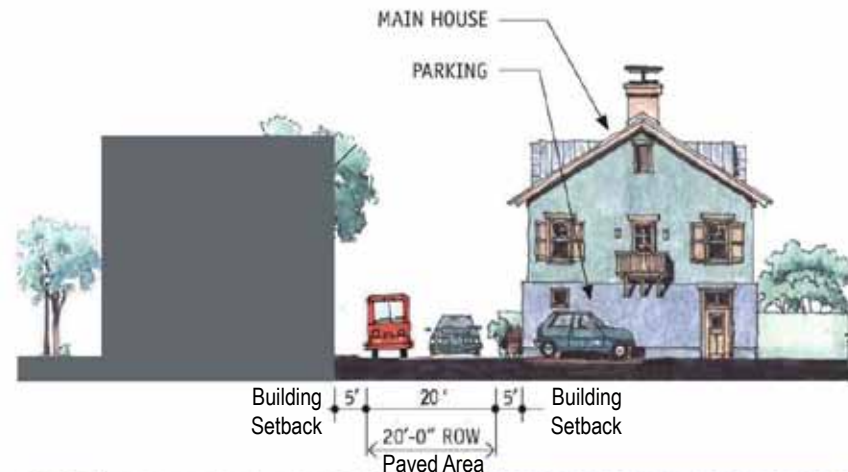 MAIN HOUSE
PARKING
Building Setback
5'
20'
5'
Building Setback
20'-0" ROW
Paved Area